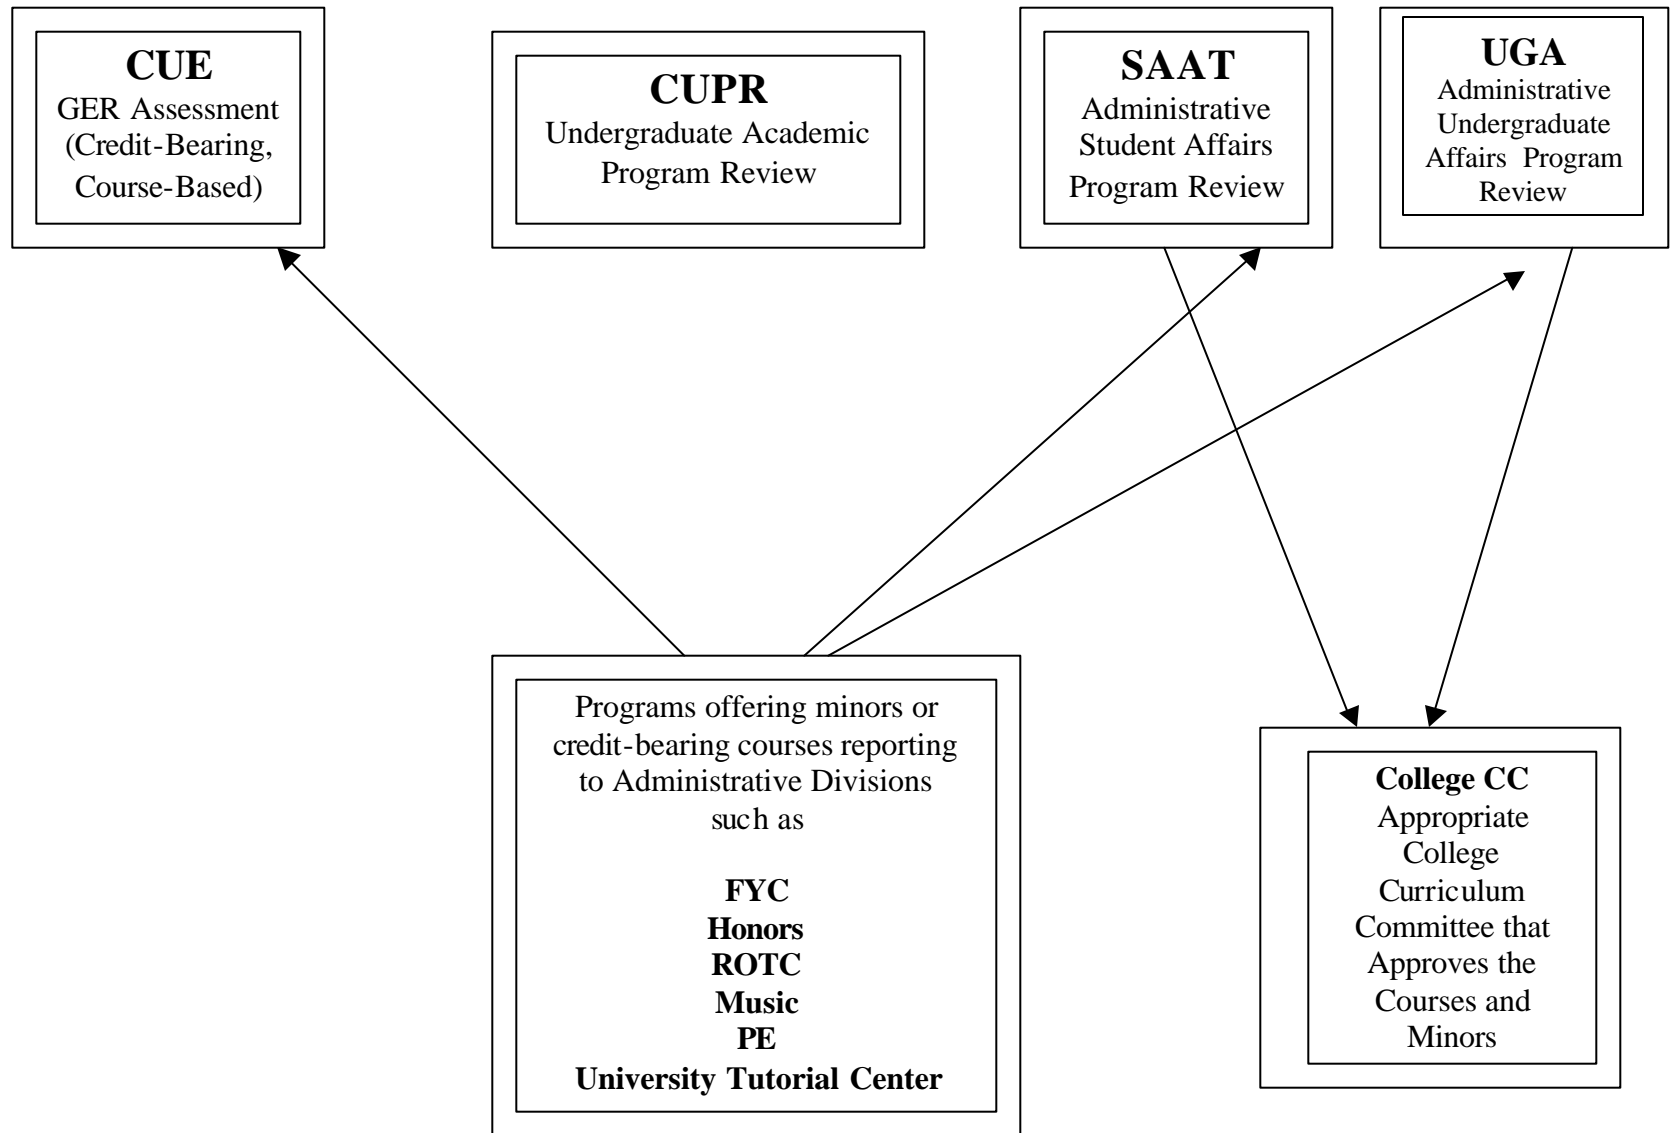 CUE
GER Assessment
(Credit-Bearing,
Course-Based)
CUPR
Undergraduate Academic
Program Review
SAAT
Administrative
Student Affairs
Program Review
UGA
Administrative
Undergraduate
Affairs Program
Review
Programs offering minors or
credit-bearing courses reporting
to Administrative Divisions
such as
FYC
Honors
ROTC
Music
PE
University Tutorial Center
College CC
Appropriate
College
Curriculum
Committee that
Approves the
Courses and
Minors